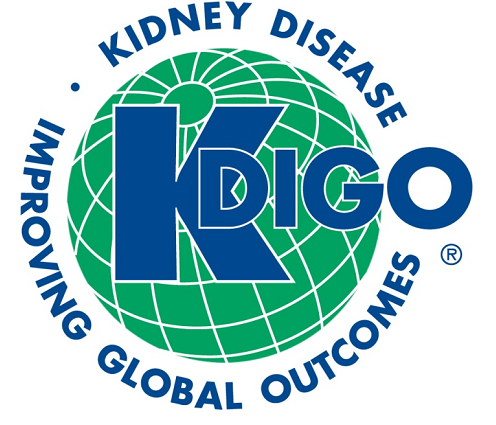 · KIDNEY DISEASE
IMPROVING GLOBAL OUTCOMES
KDIGO
®